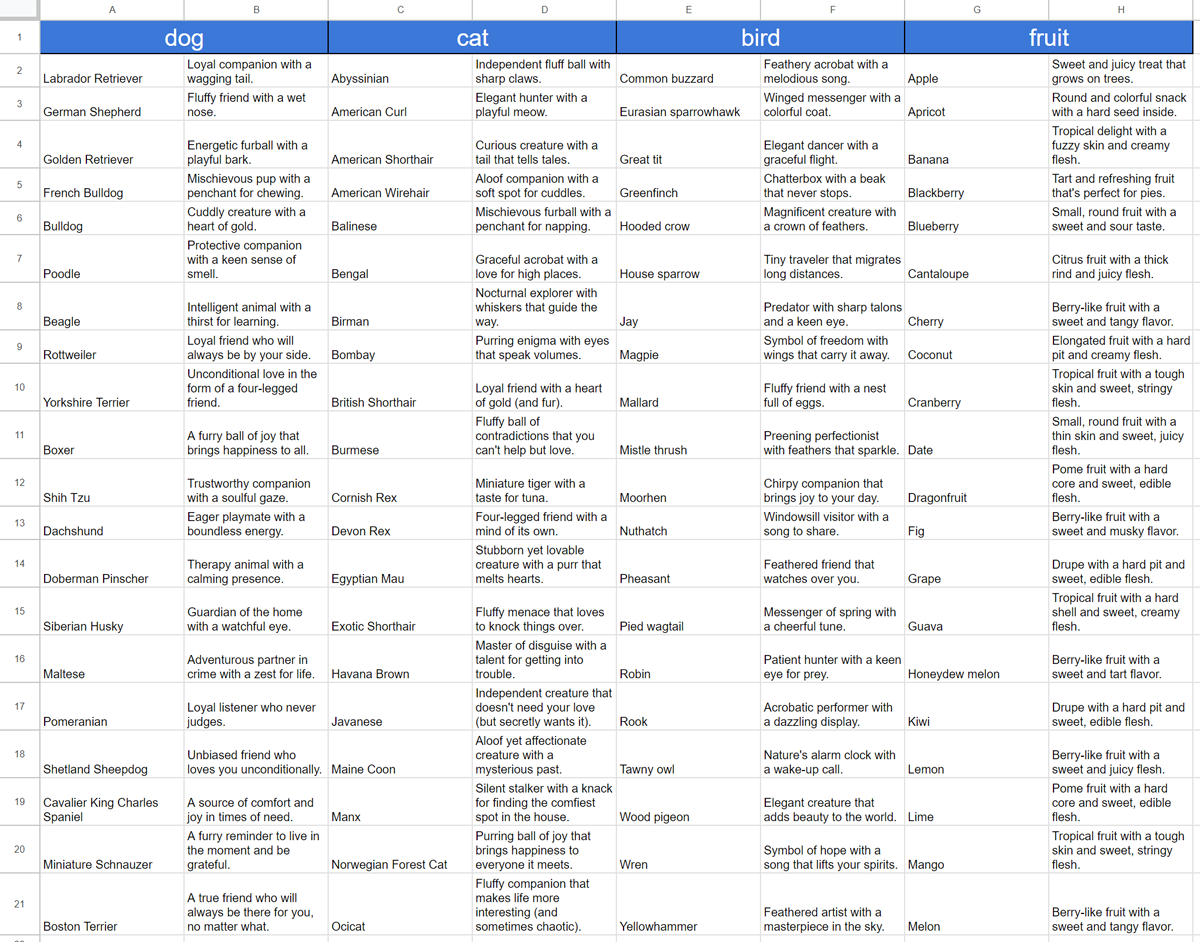 A B C D E F G H
1 dog cat bird fruit
2 Labrador Retriever
Loyal companion with a
wagging tail.
Abyssinian
Independent fluff ball with
sharp claws.
Common buzzard
Feathery acrobat with a
melodious song.
Apple
Sweet and juicy treat that
grows on trees.
3 German Shepherd
Fluffy friend with a wet
nose.
American Curl
Elegant hunter with a
playful meow.
Eurasian sparrowhawk
Winged messenger with a
colorful coat.
Apricot
Round and colorful snack
with a hard seed inside.
4 Golden Retriever
Energetic furball with a
playful bark.
American Shorthair
Curious creature with a
tail that tells tales.
Great tit
Elegant dancer with a
graceful flight.
Banana
Tropical delight with a
fuzzy skin and creamy
flesh.
5 French Bulldog
Mischievous pup with a
penchant for chewing.
American Wirehair
Aloof companion with a
soft spot for cuddles.
Greenfinch
Chatterbox with a beak
that never stops.
Blackberry
Tart and refreshing fruit
that's perfect for pies.
6 Bulldog
Cuddly creature with a
heart of gold.
Balinese
Mischievous furball with a
penchant for napping.
Hooded crow
Magnificent creature with
a crown of feathers.
Blueberry
Small, round fruit with a
sweet and sour taste.
7 Poodle
Protective companion
with a keen sense of
smell.
Bengal
Graceful acrobat with a
love for high places.
House sparrow
Tiny traveler that migrates
long distances.
Cantaloupe
Citrus fruit with a thick
rind and juicy flesh.
8 Beagle
Intelligent animal with a
thirst for learning.
Birman
Nocturnal explorer with
whiskers that guide the
way.
Jay
Predator with sharp talons
and a keen eye.
Cherry
Berry-like fruit with a
sweet and tangy flavor.
9 Rottweiler
Loyal friend who will
always be by your side.
Bombay
Purring enigma with eyes
that speak volumes.
Magpie
Symbol of freedom with
wings that carry it away.
Coconut
Elongated fruit with a hard
pit and creamy flesh.
10 Yorkshire Terrier
Unconditional love in the
form of a four-legged
friend.
British Shorthair
Loyal friend with a heart
of gold (and fur).
Mallard
Fluffy friend with a nest
full of eggs.
Cranberry
Tropical fruit with a tough
skin and sweet, stringy
flesh.
11 Boxer
A furry ball of joy that
brings happiness to all.
Burmese
Fluffy ball of
contradictions that you
can't help but love.
Mistle thrush
Preening perfectionist
with feathers that sparkle.
Date
Small, round fruit with a
thin skin and sweet, juicy
flesh.
12 Shih Tzu
Trustworthy companion
with a soulful gaze.
Cornish Rex
Miniature tiger with a
taste for tuna.
Moorhen
Chirpy companion that
brings joy to your day.
Dragonfruit
Pome fruit with a hard
core and sweet, edible
flesh.
13 Dachshund
Eager playmate with a
boundless energy.
Devon Rex
Four-legged friend with a
mind of its own.
Nuthatch
Windowsill visitor with a
song to share.
Fig
Berry-like fruit with a
sweet and musky flavor.
14 Doberman Pinscher
Therapy animal with a
calming presence.
Egyptian Mau
Stubborn yet lovable
creature with a purr that
melts hearts.
Pheasant
Feathered friend that
watches over you.
Grape
Drupe with a hard pit and
sweet, edible flesh.
15 Siberian Husky
Guardian of the home
with a watchful eye.
Exotic Shorthair
Fluffy menace that loves
to knock things over.
Pied wagtail
Messenger of spring with
a cheerful tune.
Guava
Tropical fruit with a hard
shell and sweet, creamy
flesh.
16 Maltese
Adventurous partner in
crime with a zest for life.
Havana Brown
Master of disguise with a
talent for getting into
trouble.
Robin
Patient hunter with a keen
eye for prey.
Honeydew melon
Berry-like fruit with a
sweet and tart flavor.
17 Pomeranian
Loyal listener who never
judges.
Javanese
Independent creature that
doesn't need your love
(but secretly wants it).
Rook
Acrobatic performer with
a dazzling display.
Kiwi
Drupe with a hard pit and
sweet, edible flesh.
18 Shetland Sheepdog
Unbiased friend who
loves you unconditionally.
Maine Coon
Aloof yet affectionate
creature with a
mysterious past.
Tawny owl
Nature's alarm clock with
a wake-up call.
Lemon
Berry-like fruit with a
sweet and juicy flesh.
19 Cavalier King Charles
Spaniel
A source of comfort and
joy in times of need.
Manx
Silent stalker with a knack
for finding the comfiest
spot in the house.
Wood pigeon
Elegant creature that
adds beauty to the world.
Lime
Pome fruit with a hard
core and sweet, edible
flesh.
20 Miniature Schnauzer
A furry reminder to live in
the moment and be
grateful.
Norwegian Forest Cat
Purring ball of joy that
brings happiness to
everyone it meets.
Wren
Symbol of hope with a
song that lifts your spirits.
Mango
Tropical fruit with a tough
skin and sweet, stringy
flesh.
21 Boston Terrier
A true friend who will
always be there for you,
no matter what.
Ocicat
Fluffy companion that
makes life more
interesting (and
sometimes chaotic).
Yellowhammer
Feathered artist with a
masterpiece in the sky.
Melon
Berry-like fruit with a
sweet and tangy flavor.